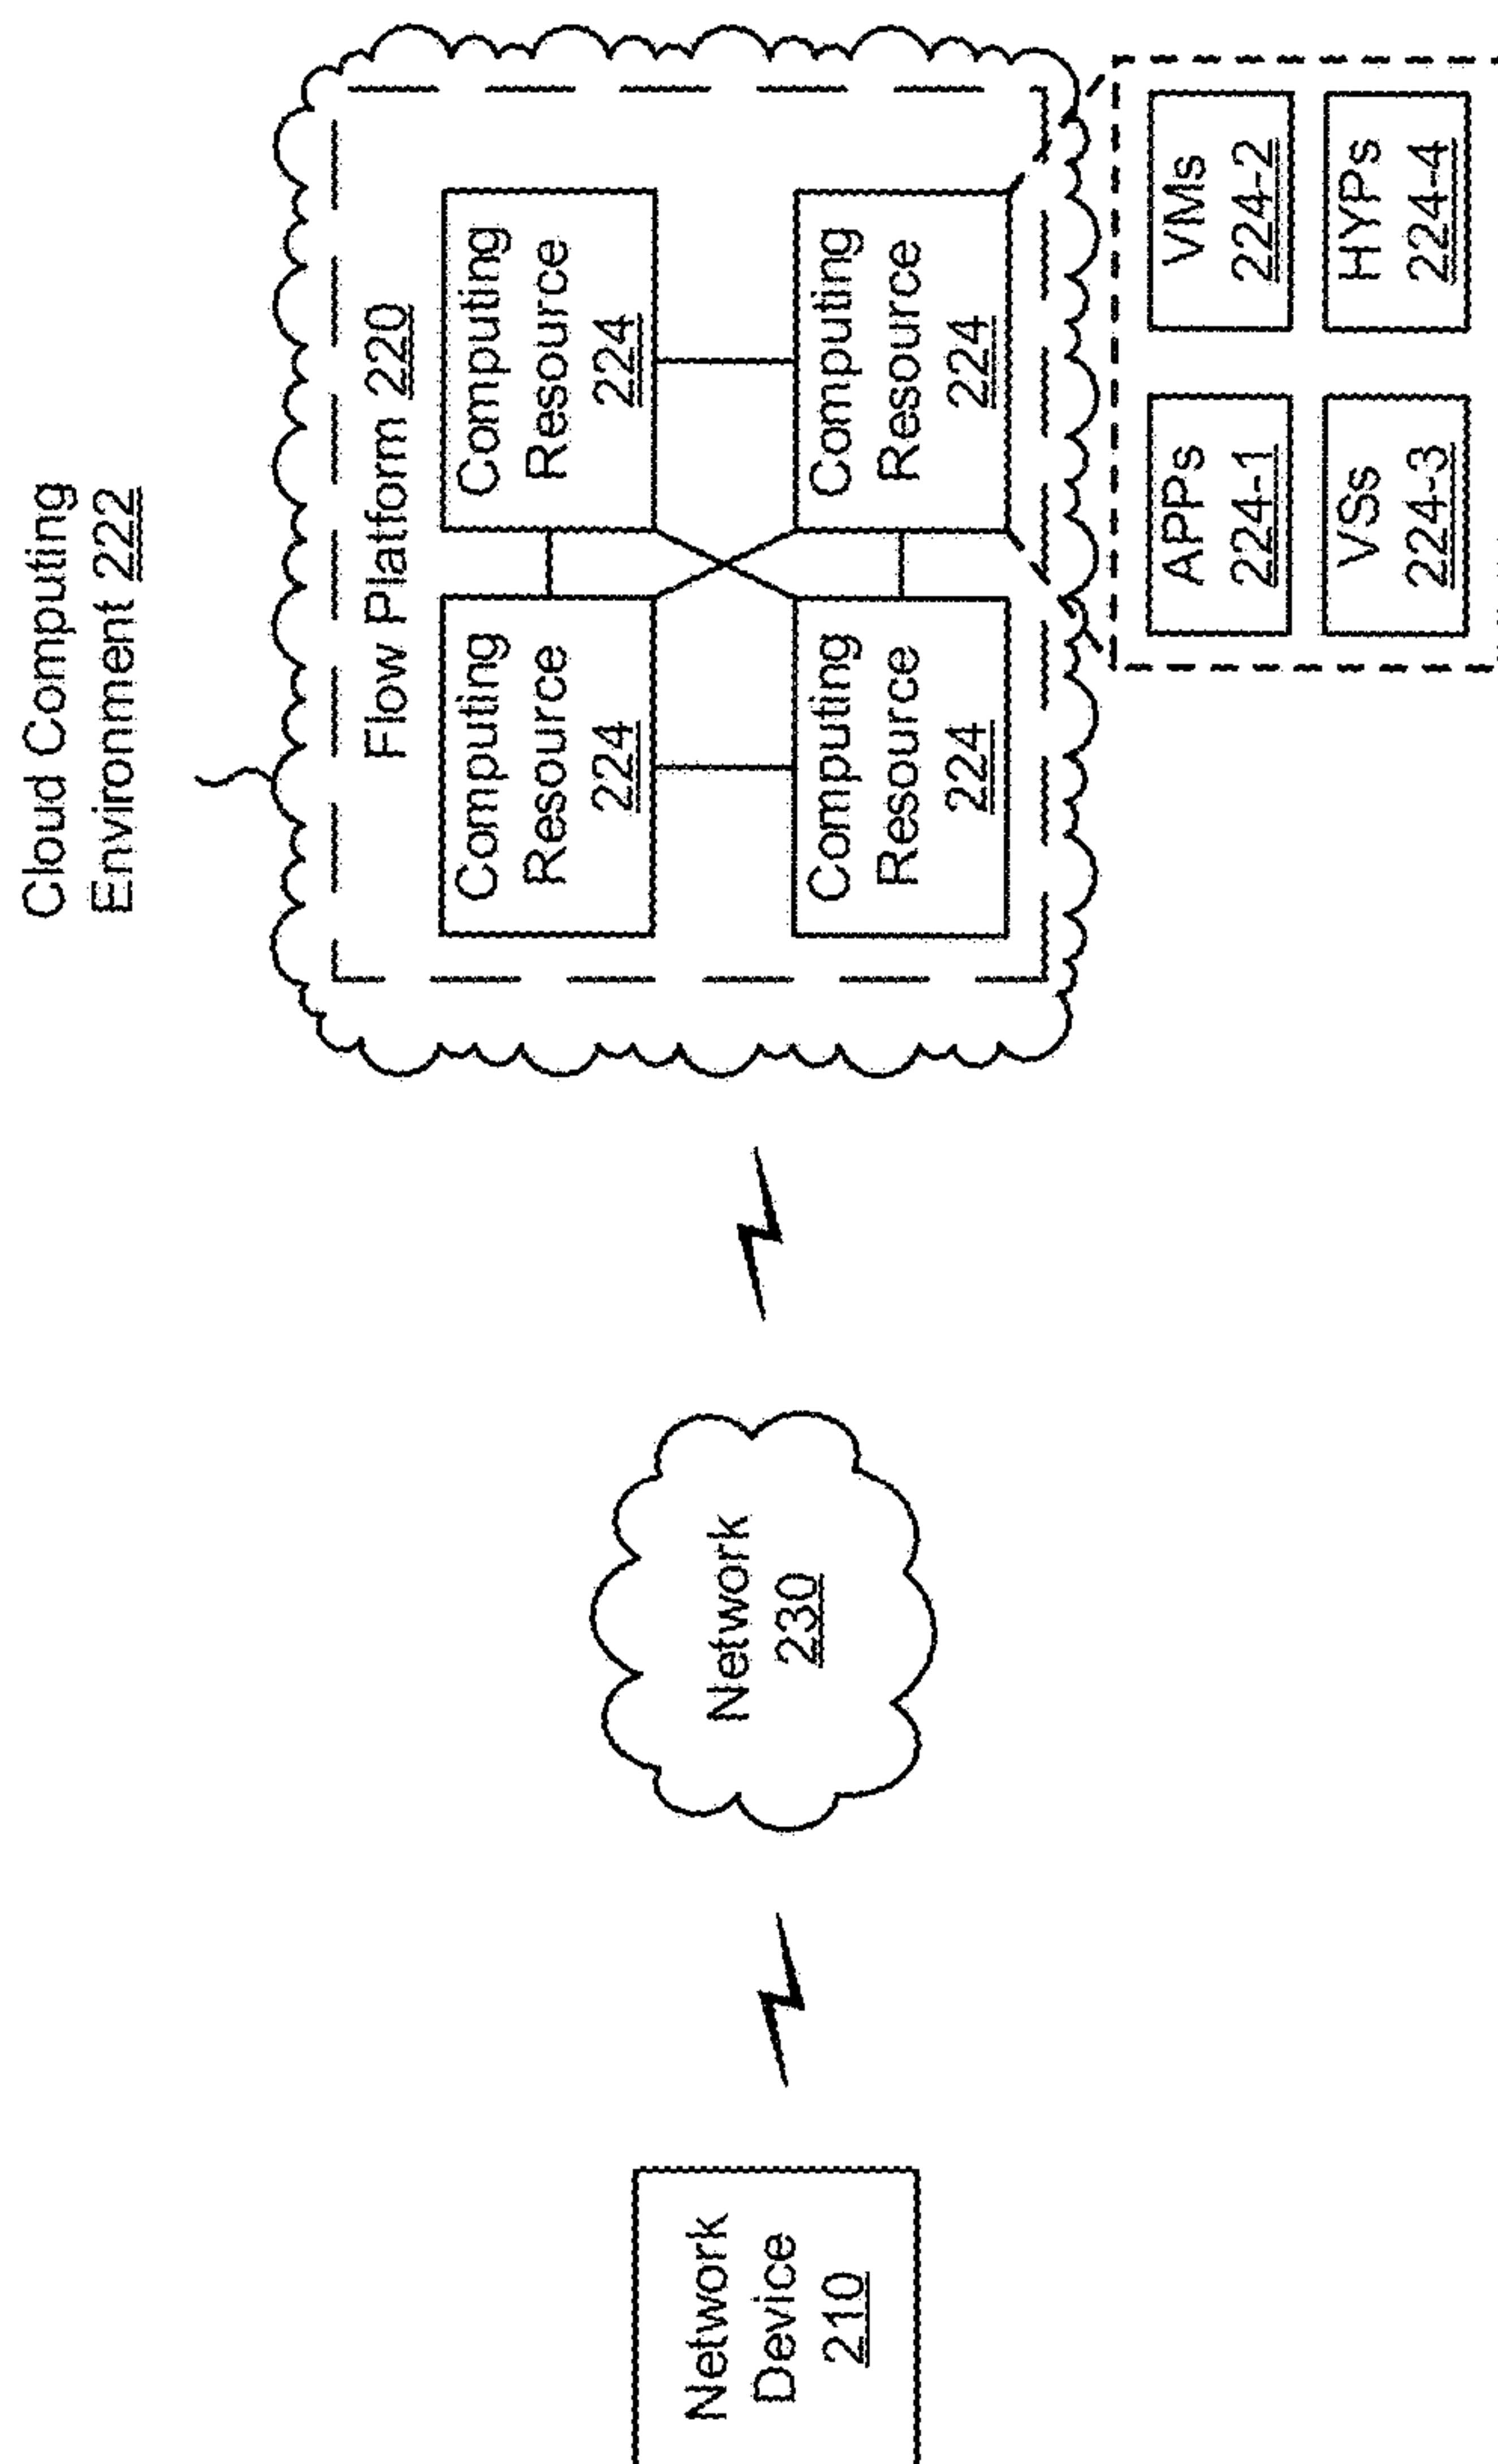 Cloud Computing
Environment 222
Flow Platform 220
Computing
Resource
224
Computing
Resource
224
Computing
Resource
224
Computing
Resource
224
Network
Device
210
Network
230
APPs
224-1
VMs
224-2
VSs
224-3
HYPs
224-4